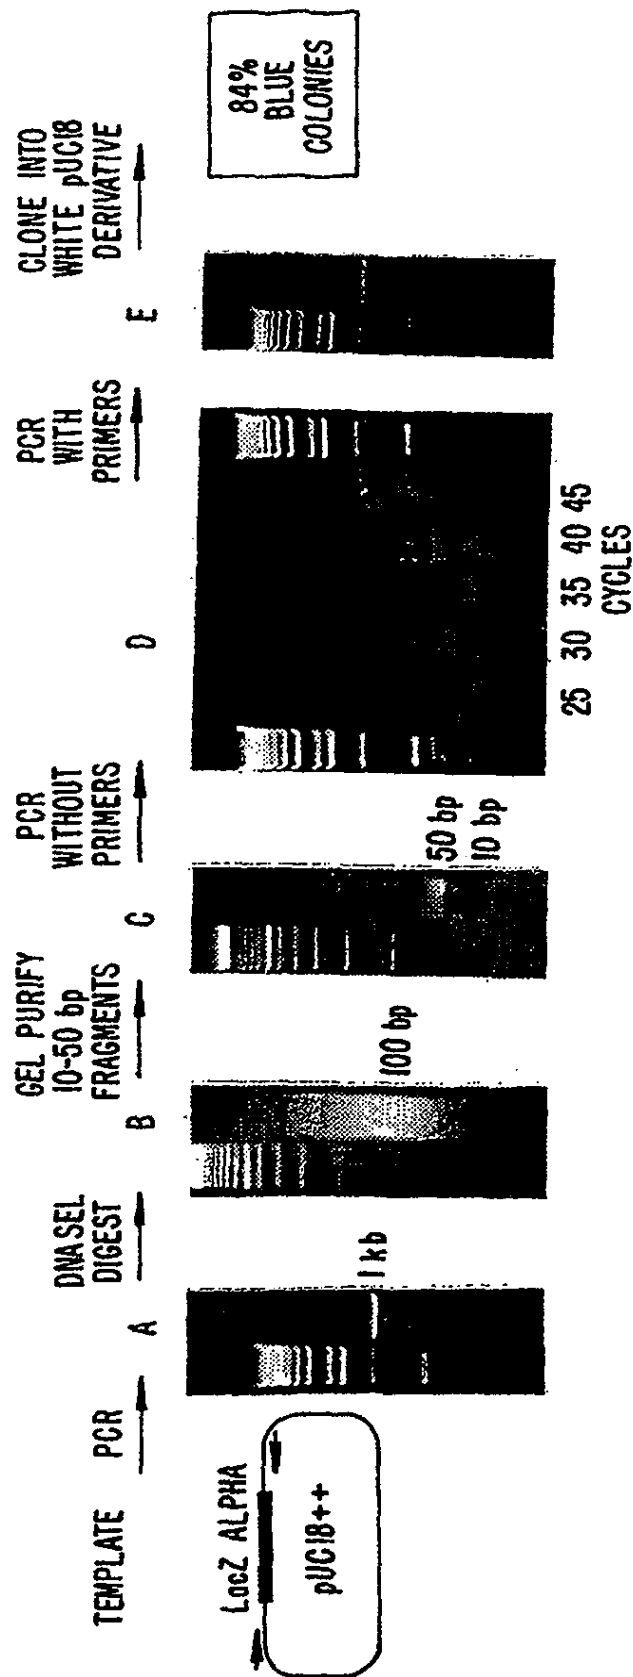 TEMPLATE
LacZ ALPHA
pUC18++
PCR
A
1 kb
DNASEL
DIGEST
B
100 bp
GEL PURIFY
10-50 bp
FRAGMENTS
C
50 bp
10 bp
PCR
WITHOUT
PRIMERS
D
25 30 35 40 45
CYCLES
PCR
WITH
PRIMERS
E
CLONE INTO
WHITE pUC18
DERIVATIVE
84%
BLUE
COLONIES